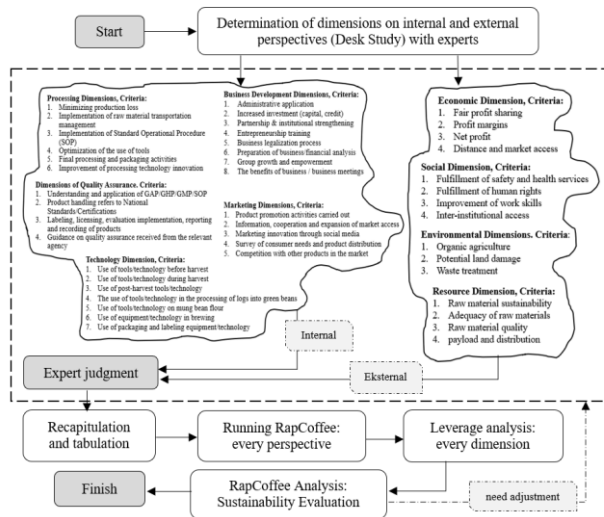 Start
Determination of dimensions on internal and external
perspectives (Desk Study) with experts
Processing Dimensions, Criteria:
1. Minimizing production loss
2. Implementation of raw material transportation
management
3. Implementation of Standard Operational Procedure
(SOP)
4. Optimization of the use of tools
5. Final processing and packaging activities
6. Improvement of processing technology innovation
Dimensions of Quality Assurance. Criteria:
1. Understanding and application of GAP/GHP/GMP/SOP
2. Product handling refers to National
Standards/Certifications
3. Labeling, licensing, evaluation implementation, reporting
and recording of products
4. Guidance on quality assurance received from the relevant
agency
Business Development Dimensions, Criteria:
1. Administrative application
2. Increased investment (capital, credit)
3. Partnership & institutional strengthening
4. Entrepreneurship training
5. Business legalization process
6. Preparation of business/financial analysis
7. Group growth and empowerment
8. The benefits of business / business meetings
Marketing Dimensions, Criteria:
1. Product promotion activities carried out
2. Information, cooperation and expansion of market access
3. Marketing innovation through social media
4. Survey of consumer needs and product distribution
5. Competition with other products in the market
Technology Dimension, Criteria:
1. Use of tools/technology before harvest
2. Use of tools/technology during harvest
3. Use of post-harvest tools/technology
4. The use of tools/technology in the processing of logs into green beans
5. Use of tools/technology on mung bean flour
6. Use of equipment/technology in brewing
7. Use of packaging and labeling equipment/technology
Economic Dimension, Criteria:
1. Fair profit sharing
2. Profit margins
3. Net profit
4. Distance and market access
Social Dimension, Criteria:
1. Fulfillment of safety and health services
2. Fulfillment of human rights
3. Improvement of work skills
4. Inter-institutional access
Environmental Dimensions. Criteria:
1. Organic agriculture
2. Potential land damage
3. Waste treatment
Resource Dimension, Criteria:
1. Raw material sustainability
2. Adequacy of raw materials
3. Raw material quality
4. payload and distribution
Internal
Eksternal
Expert judgment
Recapitulation
and tabulation
Running RapCoffee:
every perspective
Leverage analysis:
every dimension
Finish
RapCoffee Analysis:
Sustainability Evaluation
need adjustment